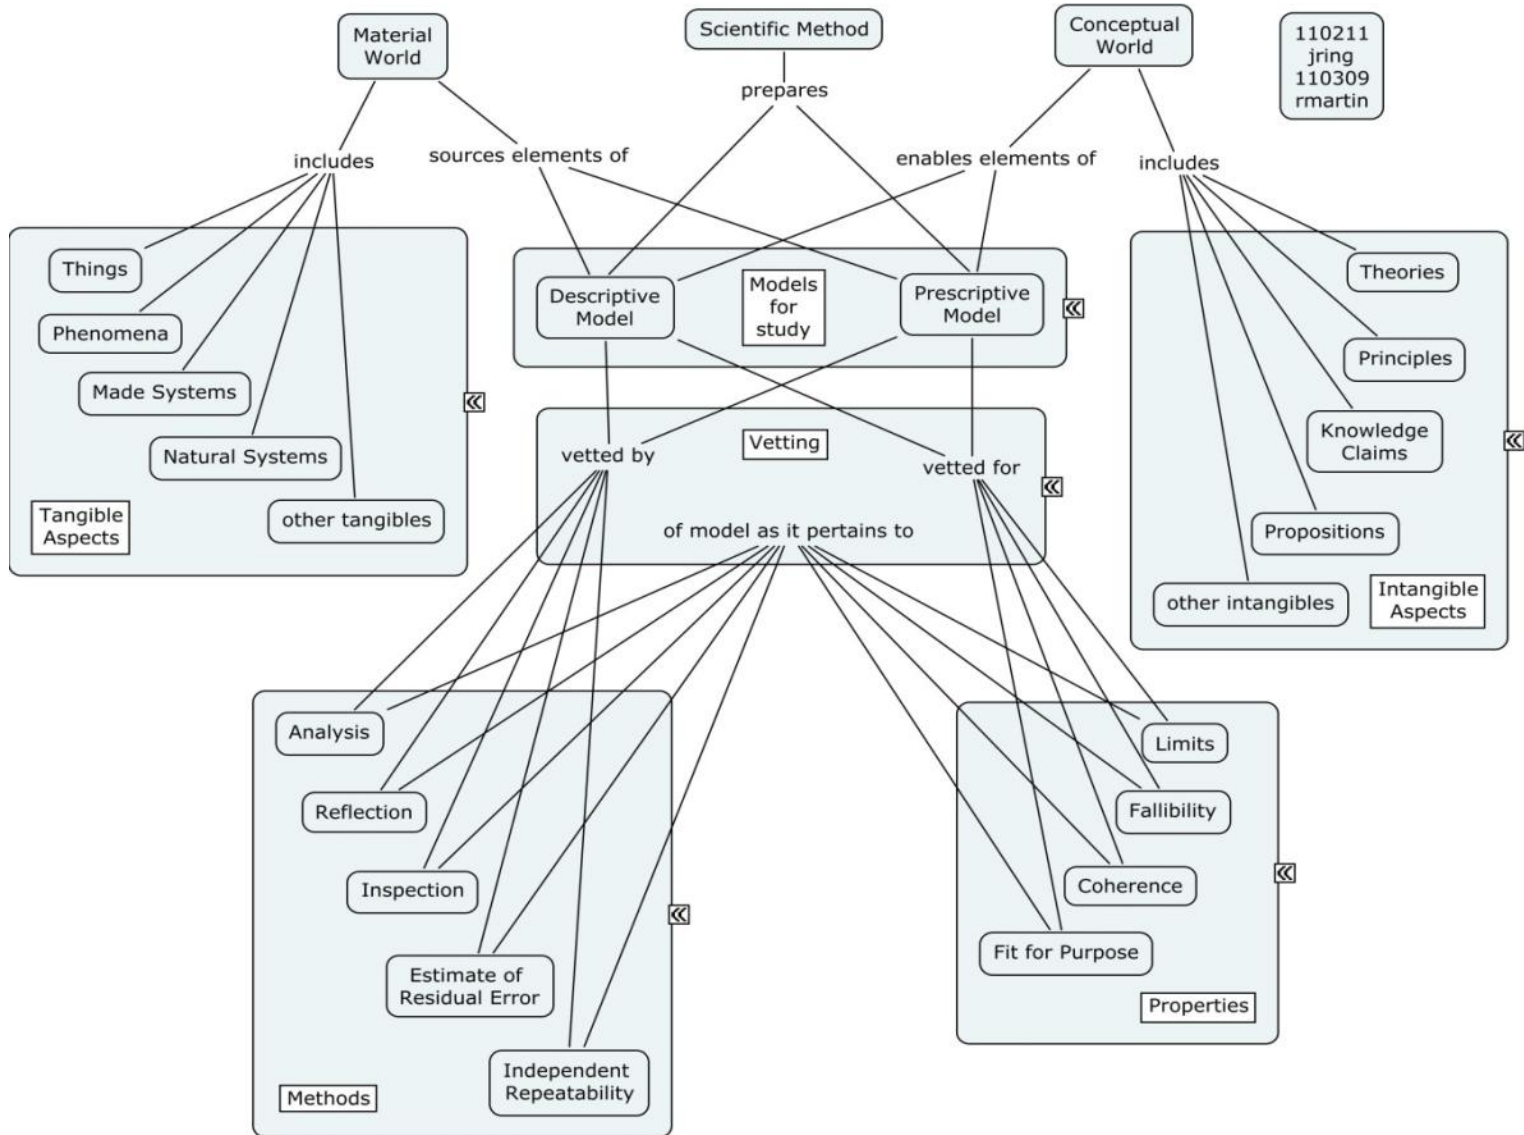 Material
World
Scientific Method
Conceptual
World
110211
jring
110309
rmartin
prepares
includes
sources elements of
enables elements of
includes
Things
Phenomena
Made Systems
Natural Systems
other tangibles
Tangible
Aspects
Descriptive
Model
Models
for
study
Prescriptive
Model
Theories
Principles
Knowledge
Claims
Propositions
other intangibles
Intangible
Aspects
vetted by
Vetting
vetted for
of model as it pertains to
Analysis
Reflection
Inspection
Estimate of
Residual Error
Independent
Repeatability
Methods
Limits
Fallibility
Coherence
Fit for Purpose
Properties